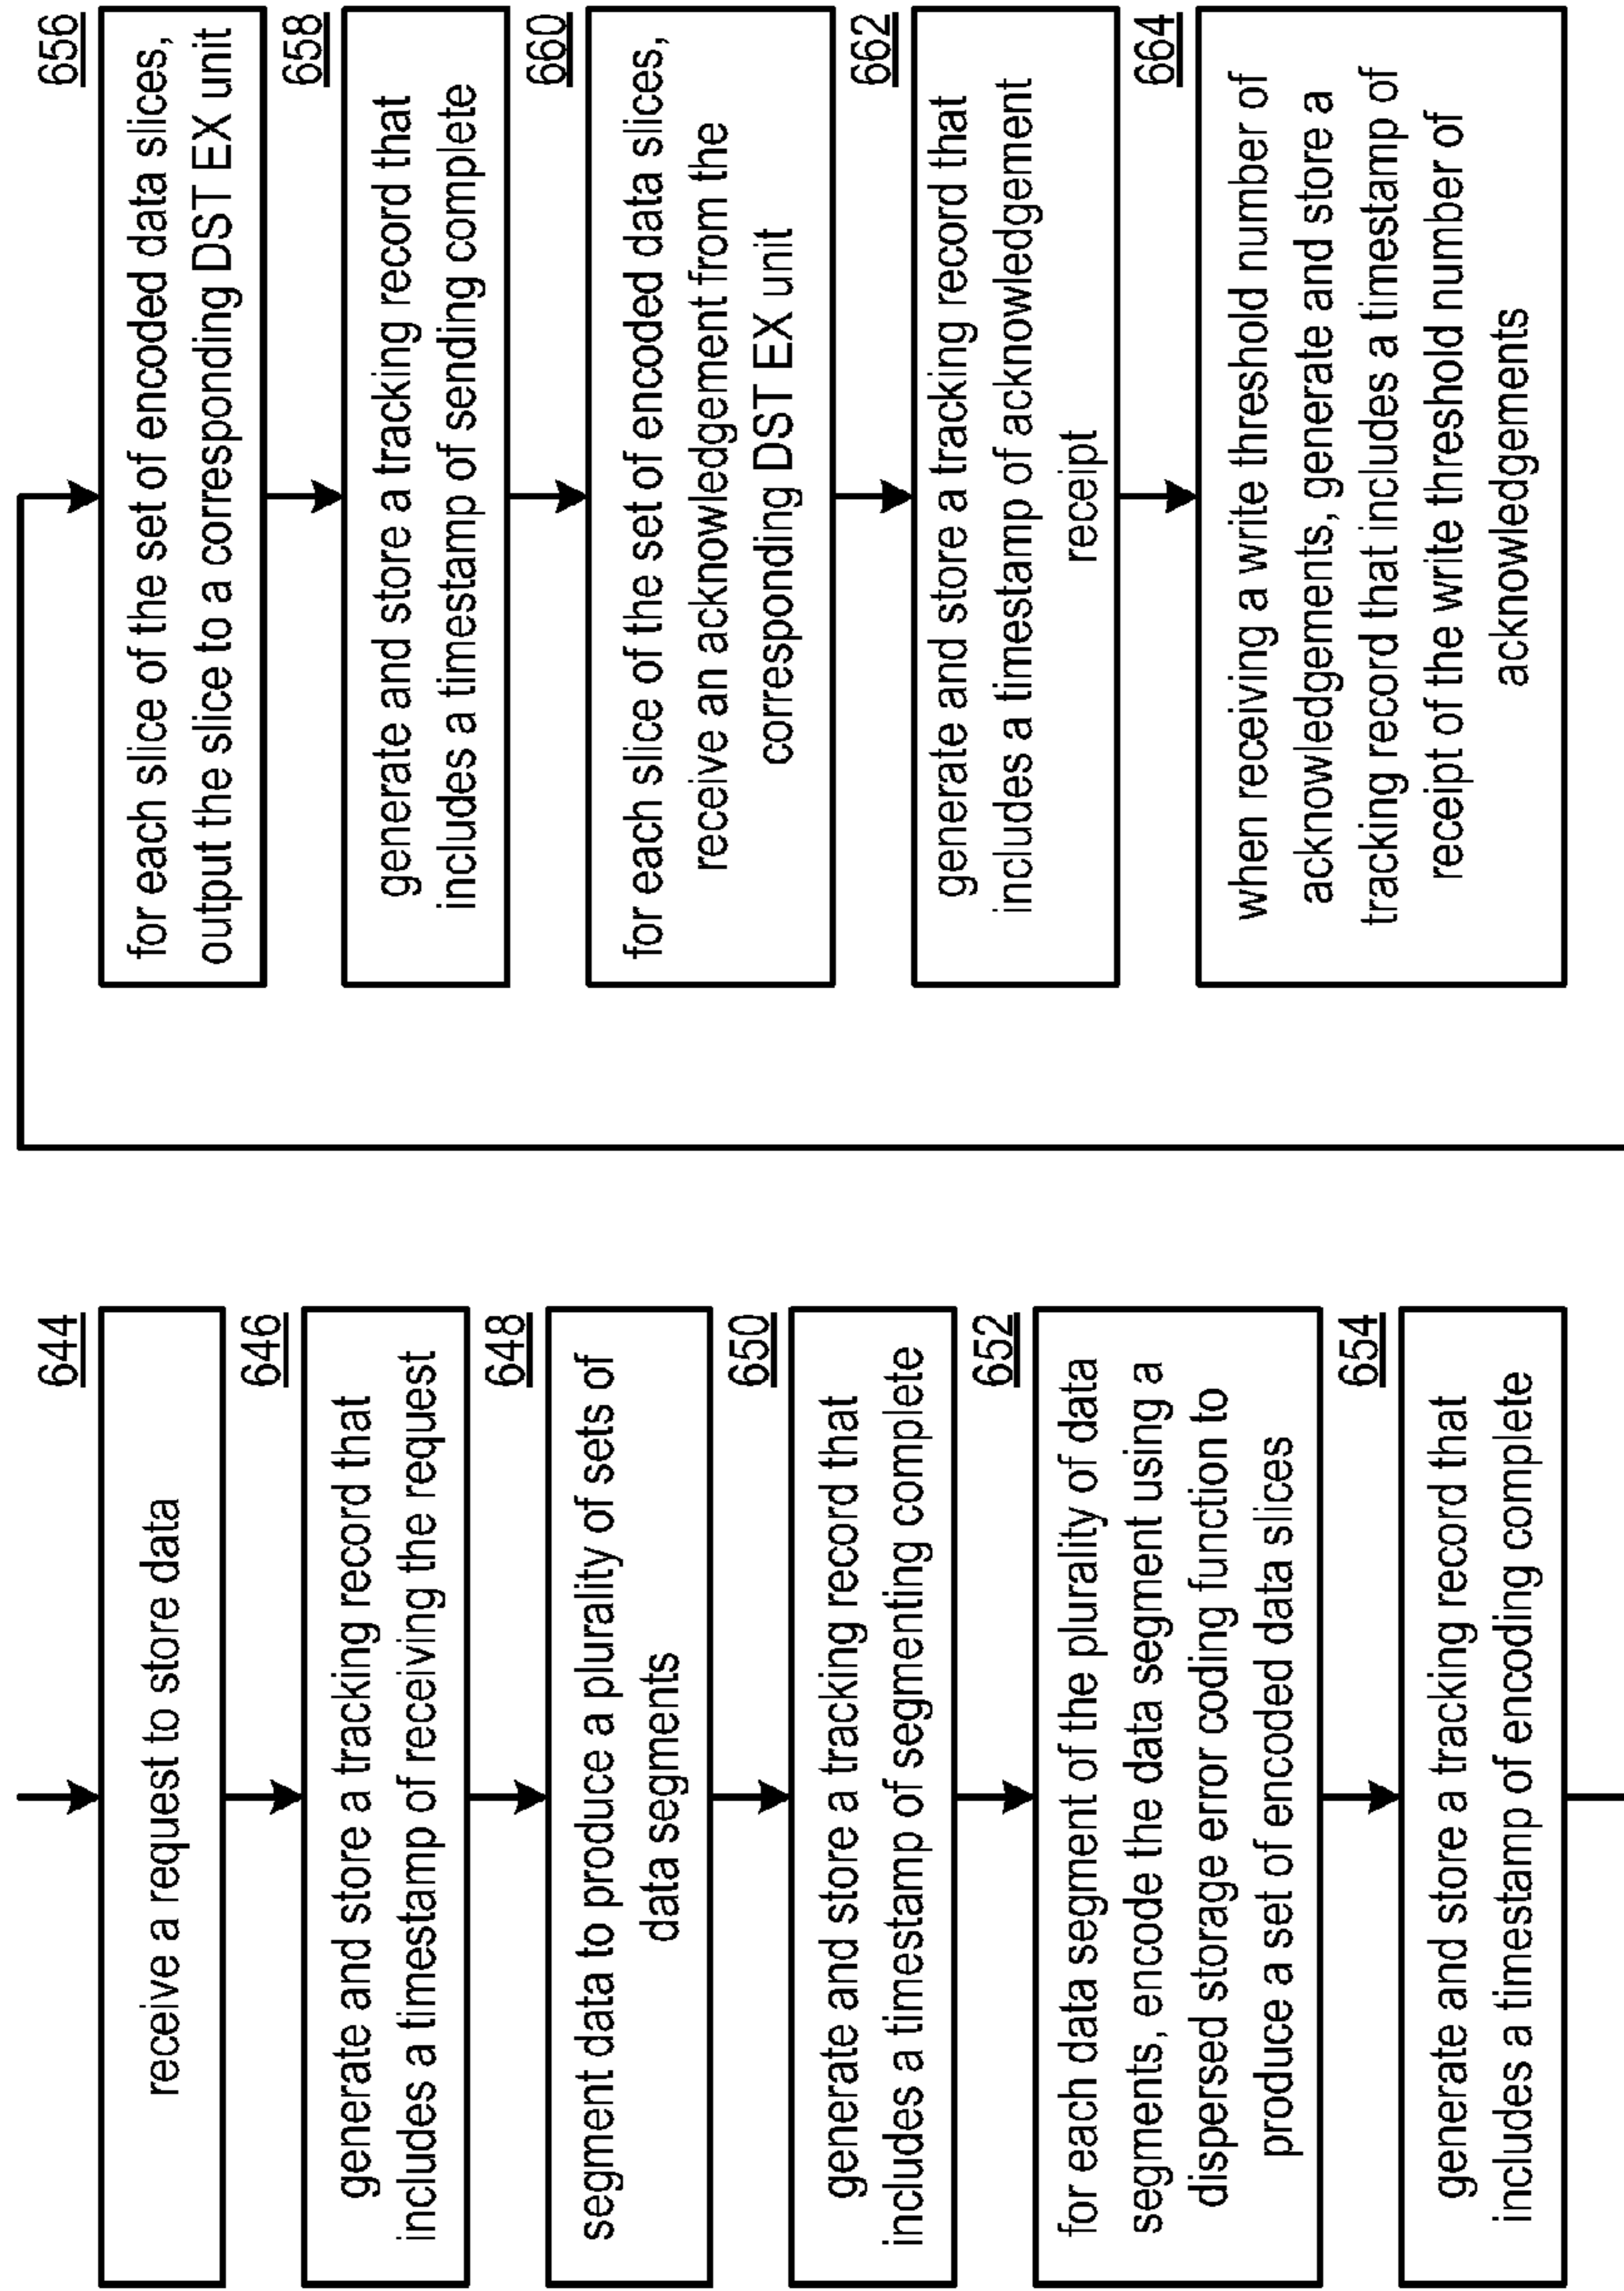 644
receive a request to store data
646
generate and store a tracking record that
includes a timestamp of receiving the request
648
segment data to produce a plurality of sets of
data segments
650
generate and store a tracking record that
includes a timestamp of segmenting complete
652
for each data segment of the plurality of data
segments, encode the data segment using a
dispersed storage error coding function to
produce a set of encoded data slices
654
generate and store a tracking record that
includes a timestamp of encoding complete
656
for each slice of the set of encoded data slices,
output the slice to a corresponding DST EX unit
658
generate and store a tracking record that
includes a timestamp of sending complete
660
for each slice of the set of encoded data slices,
receive an acknowledgement from the
corresponding DST EX unit
662
generate and store a tracking record that
includes a timestamp of acknowledgement
receipt
664
when receiving a write threshold number of
acknowledgements, generate and store a
tracking record that includes a timestamp of
receipt of the write threshold number of
acknowledgements